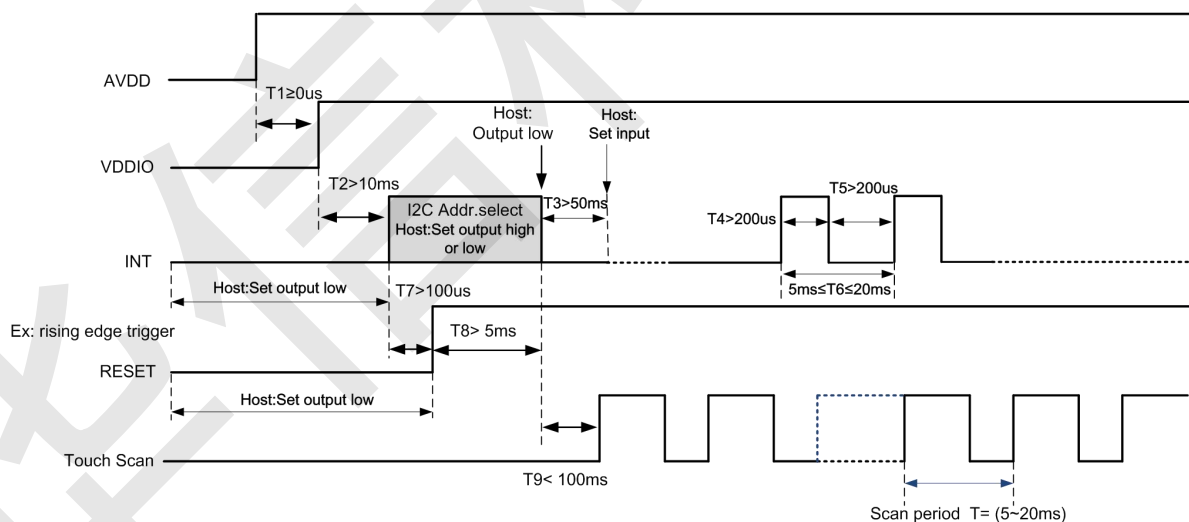 AVDD
T1≥0us
VDDIO
Host:
Output low
Host:
Set input
T2>10ms
I2C Addr.select
Host:Set output high
or low
T3>50ms
T4>200us
T5>200us
INT
5ms≤T6≤20ms
Host:Set output low
T7>100us
Ex: rising edge trigger
T8> 5ms
RESET
Host:Set output low
Touch Scan
T9< 100ms
Scan period T= (5~20ms)